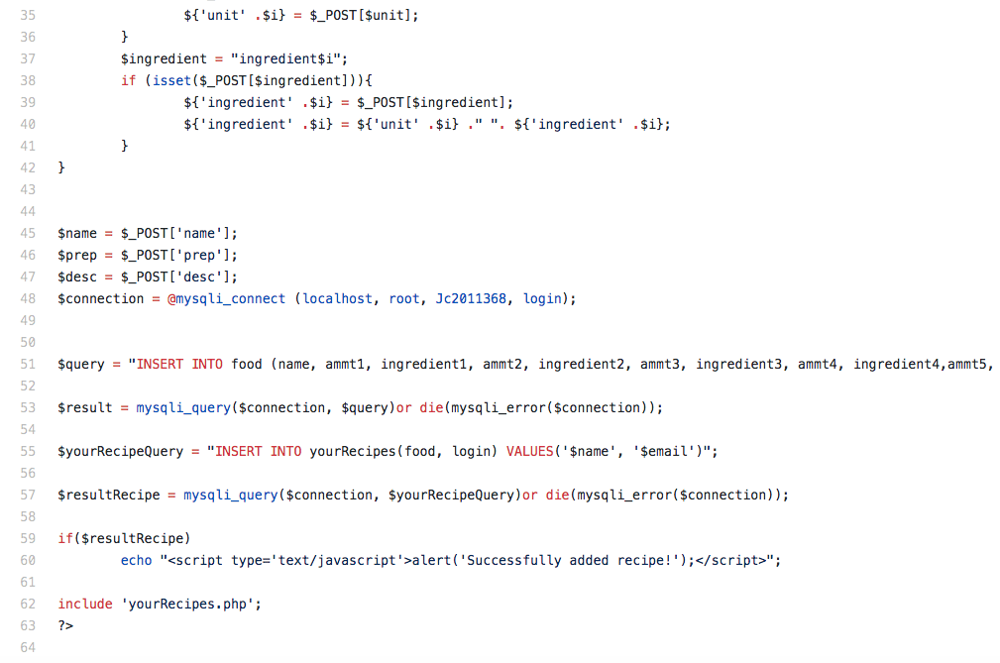 35 ${'unit' .$i} = $_POST[$unit];
36 }
37 $ingredient = "ingredient$i";
38 if (isset($_POST[$ingredient])){
39 ${'ingredient' .$i} = $_POST[$ingredient];
40 ${'ingredient' .$i} = ${'unit' .$i} ." ". ${'ingredient' .$i};
41 }
42 }
43
44
45 $name = $_POST['name'];
46 $prep = $_POST['prep'];
47 $desc = $_POST['desc'];
48 $connection = @mysqli_connect (localhost, root, Jc2011368, login);
49
50
51 $query = "INSERT INTO food (name, ammt1, ingredient1, ammt2, ingredient2, ammt3, ingredient3, ammt4, ingredient4,ammt5,
52
53 $result = mysqli_query($connection, $query)or die(mysqli_error($connection));
54
55 $yourRecipeQuery = "INSERT INTO yourRecipes(food, login) VALUES('$name', '$email')";
56
57 $resultRecipe = mysqli_query($connection, $yourRecipeQuery)or die(mysqli_error($connection));
58
59 if($resultRecipe)
60 echo "<script type='text/javascript'>alert('Successfully added recipe!');</script>";
61
62 include 'yourRecipes.php';
63 ?>
64